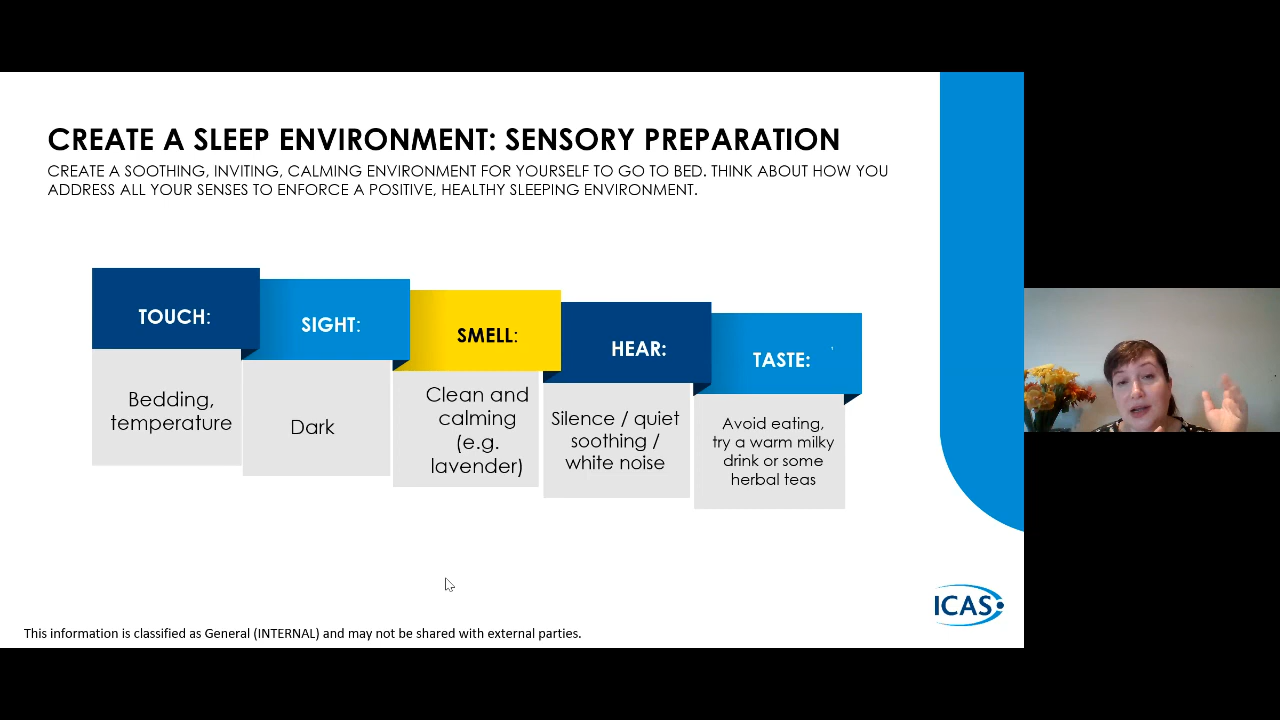 CREATE A SLEEP ENVIRONMENT: SENSORY PREPARATION
CREATE A SOOTHING, INVITING, CALMING ENVIRONMENT FOR YOURSELF TO GO TO BED. THINK ABOUT HOW YOU
ADDRESS ALL YOUR SENSES TO ENFORCE A POSITIVE, HEALTHY SLEEPING ENVIRONMENT.
TOUCH:
Bedding,
temperature
SIGHT:
Dark
SMELL:
Clean and
calming
(e.g.
lavender)
HEAR:
Silence / quiet
soothing /
white noise
TASTE:
Avoid eating,
try a warm milky
drink or some
herbal teas
ICAS
This information is classified as General (INTERNAL) and may not be shared with external parties.